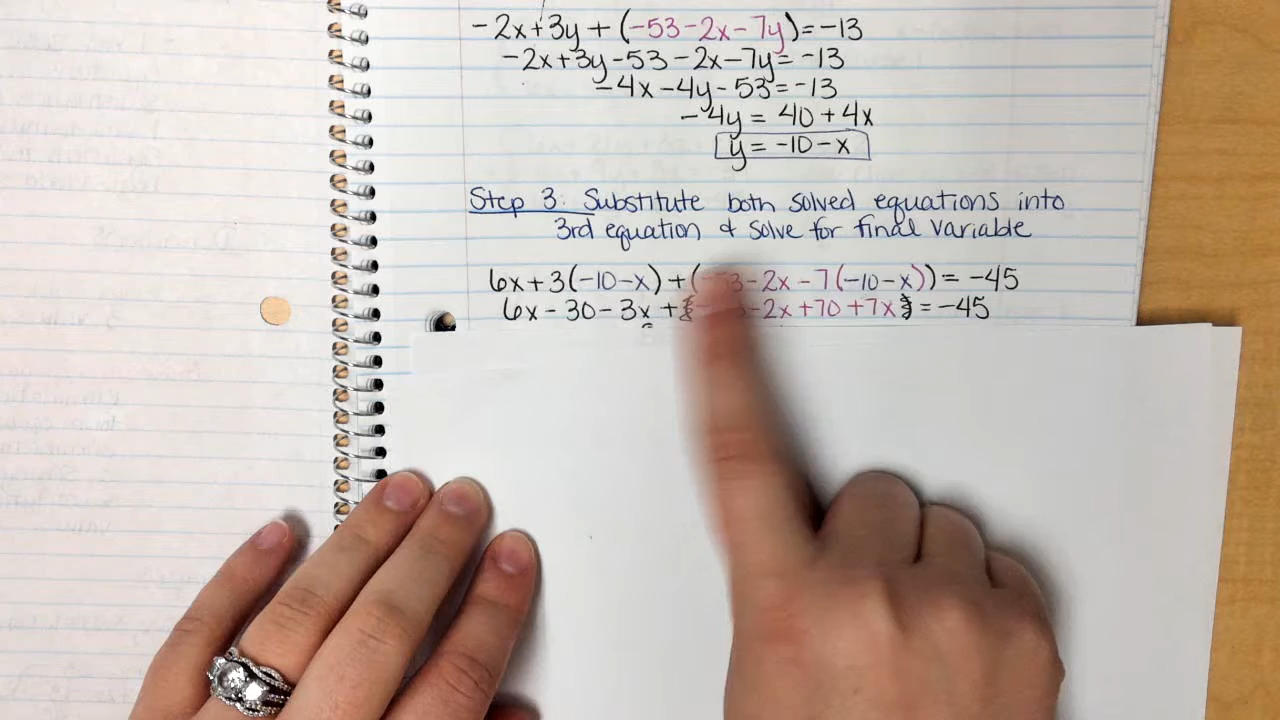 -2x+3y+(-53-2x-7y)=-13
-2x+3y-53-2x-7y=-13
-4x-4y-53=-13
-4y=40+4x
y=-10-x
Step 3: Substitute both solved equations into
3rd equation & solve for final variable
6x+3(-10-x)+(-53-2x-7(-10-x))=-45
6x-30-3x+ -2x+70+7x =-45